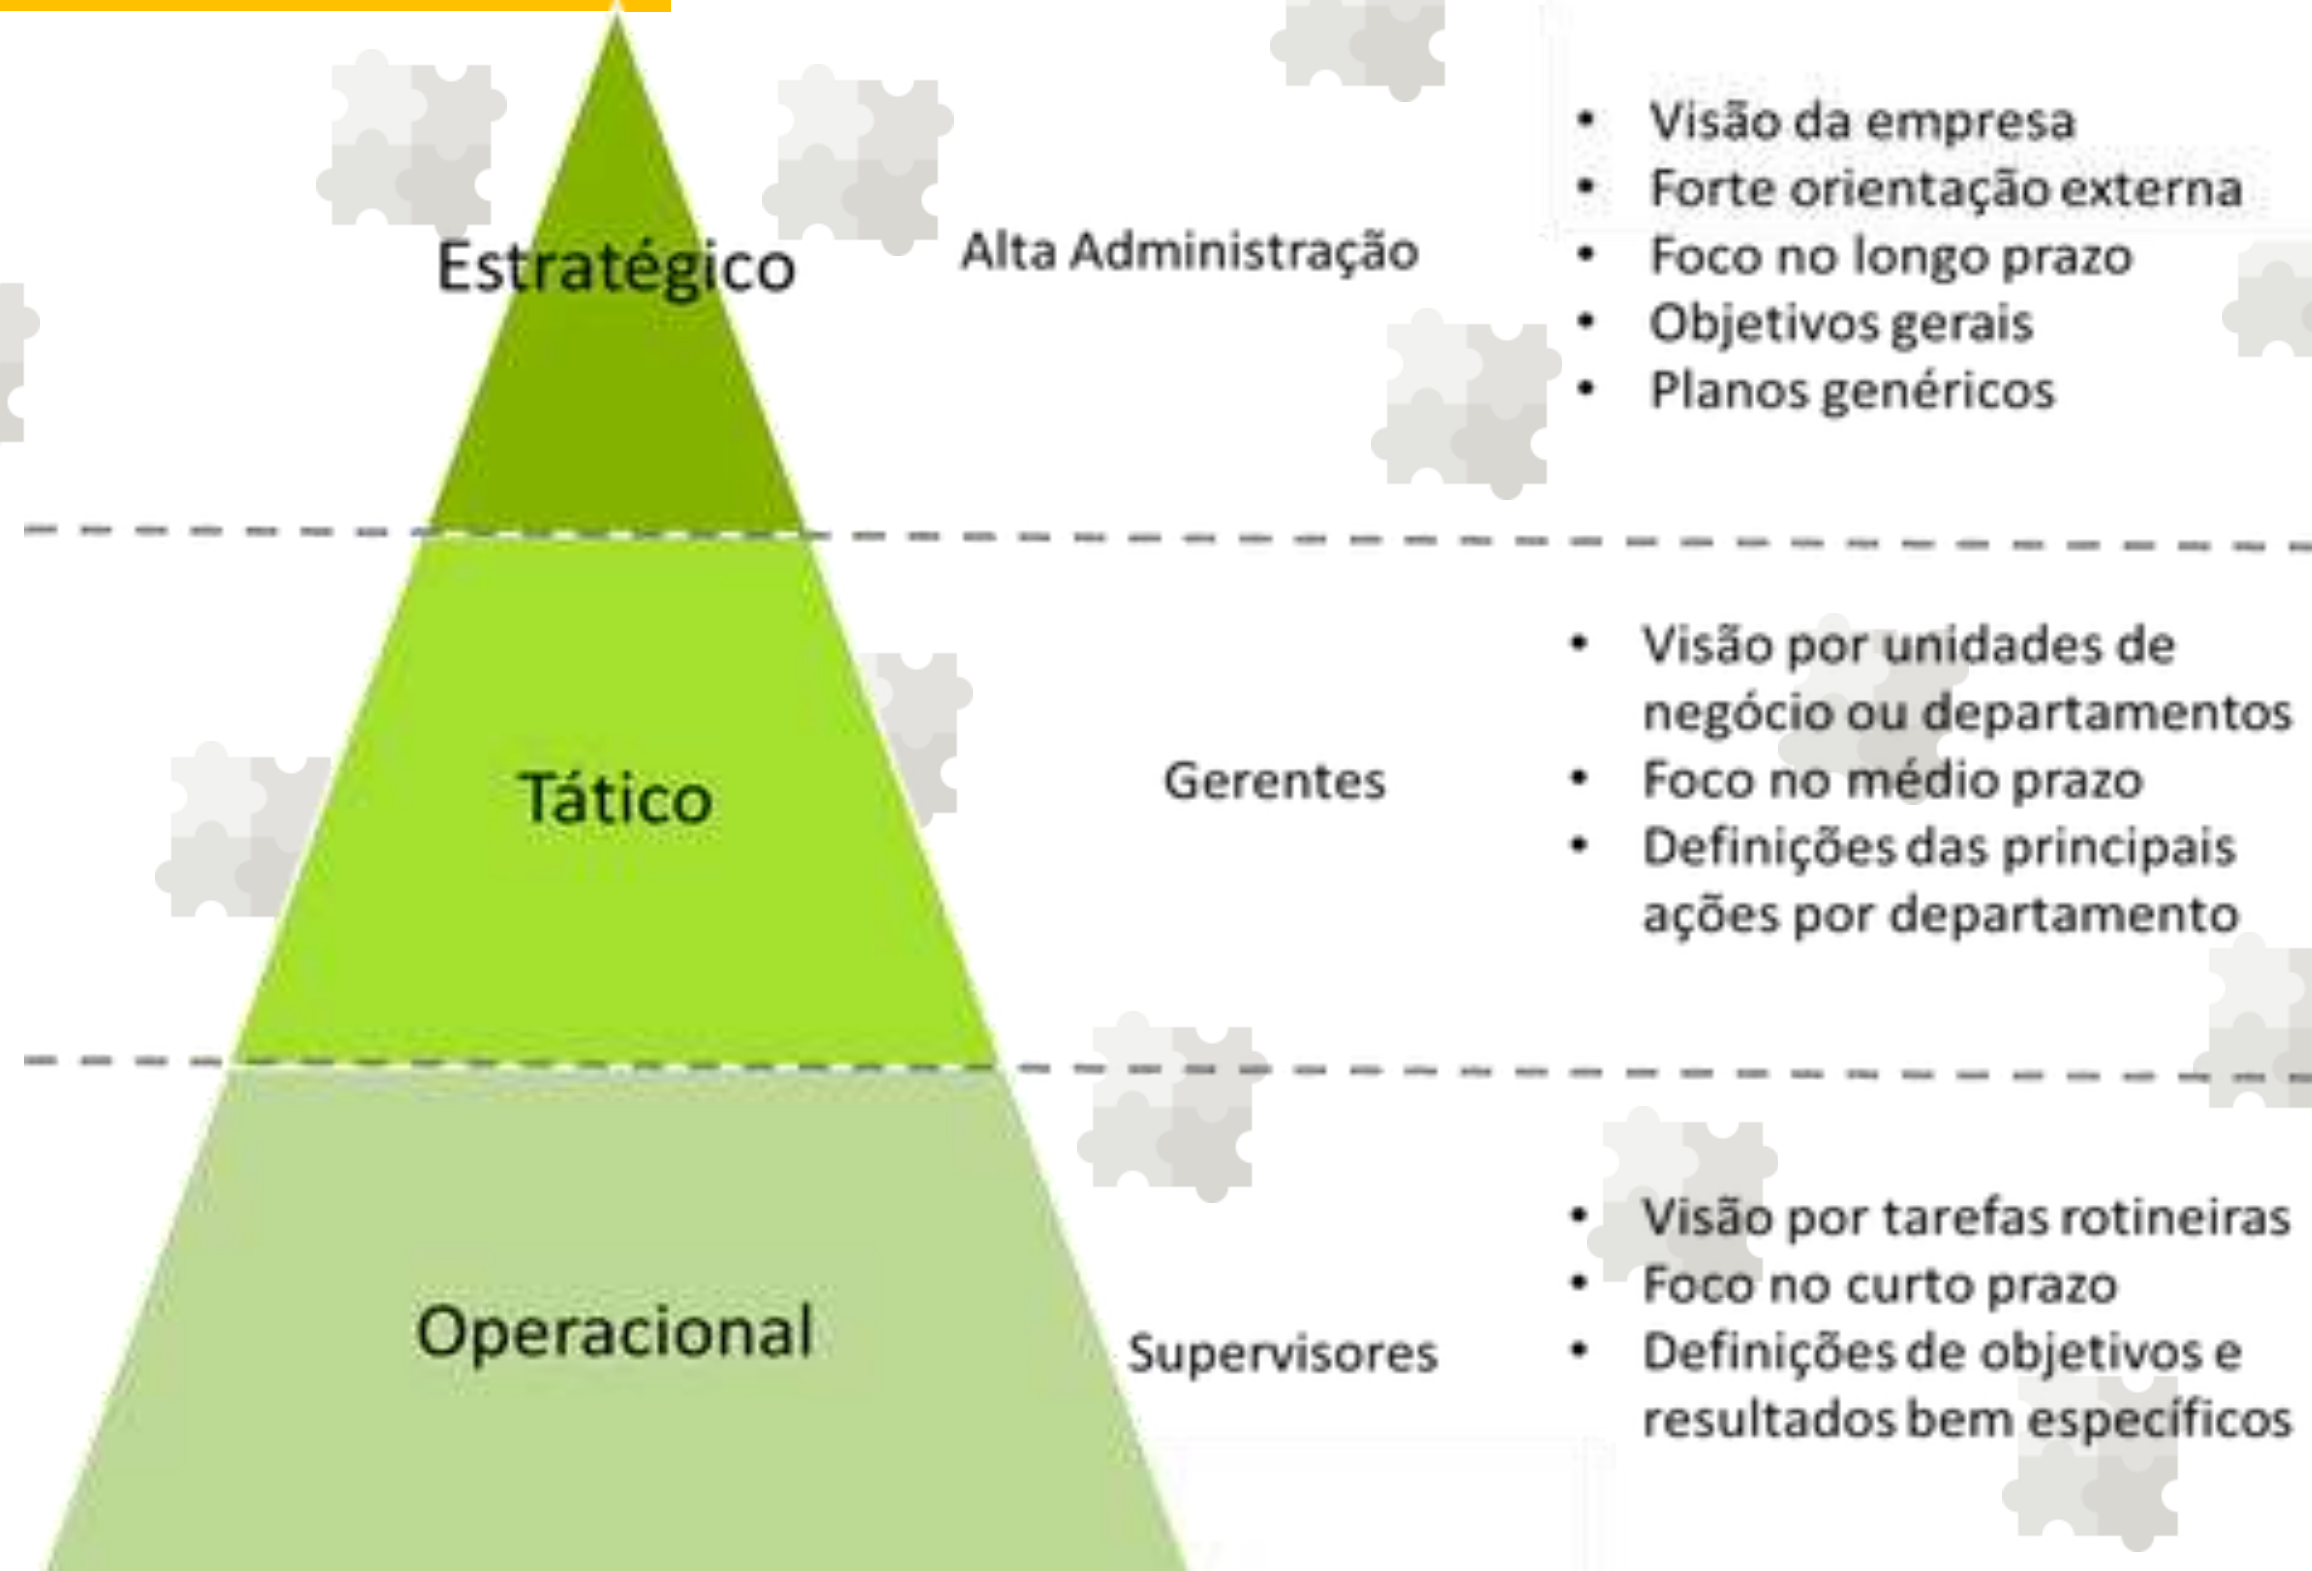 Estratégico
Alta Administração
• Visão da empresa
• Forte orientação externa
• Foco no longo prazo
• Objetivos gerais
• Planos genéricos
Tático
Gerentes
• Visão por unidades de
negócio ou departamentos
• Foco no médio prazo
• Definições das principais
ações por departamento
Operacional
Supervisores
• Visão por tarefas rotineiras
• Foco no curto prazo
• Definições de objetivos e
resultados bem específicos